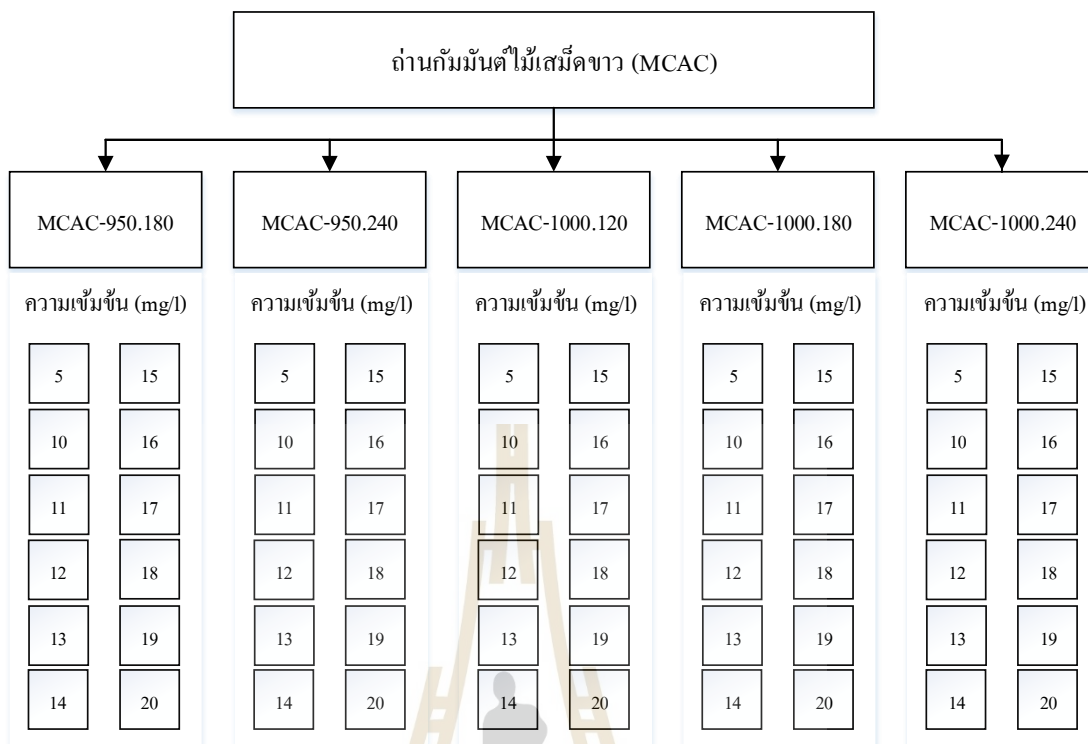 ถ่านกัมมันต์ไม้เสม็ดขาว (MCAC)
MCAC-950.180 MCAC-950.240 MCAC-1000.120 MCAC-1000.180 MCAC-1000.240
ความเข้มข้น (mg/l) ความเข้มข้น (mg/l) ความเข้มข้น (mg/l) ความเข้มข้น (mg/l) ความเข้มข้น (mg/l)
5 15 5 15 5 15 5 15 5 15
10 16 10 16 10 16 10 16 10 16
11 17 11 17 11 17 11 17 11 17
12 18 12 18 12 18 12 18 12 18
13 19 13 19 13 19 13 19 13 19
14 20 14 20 14 20 14 20 14 20